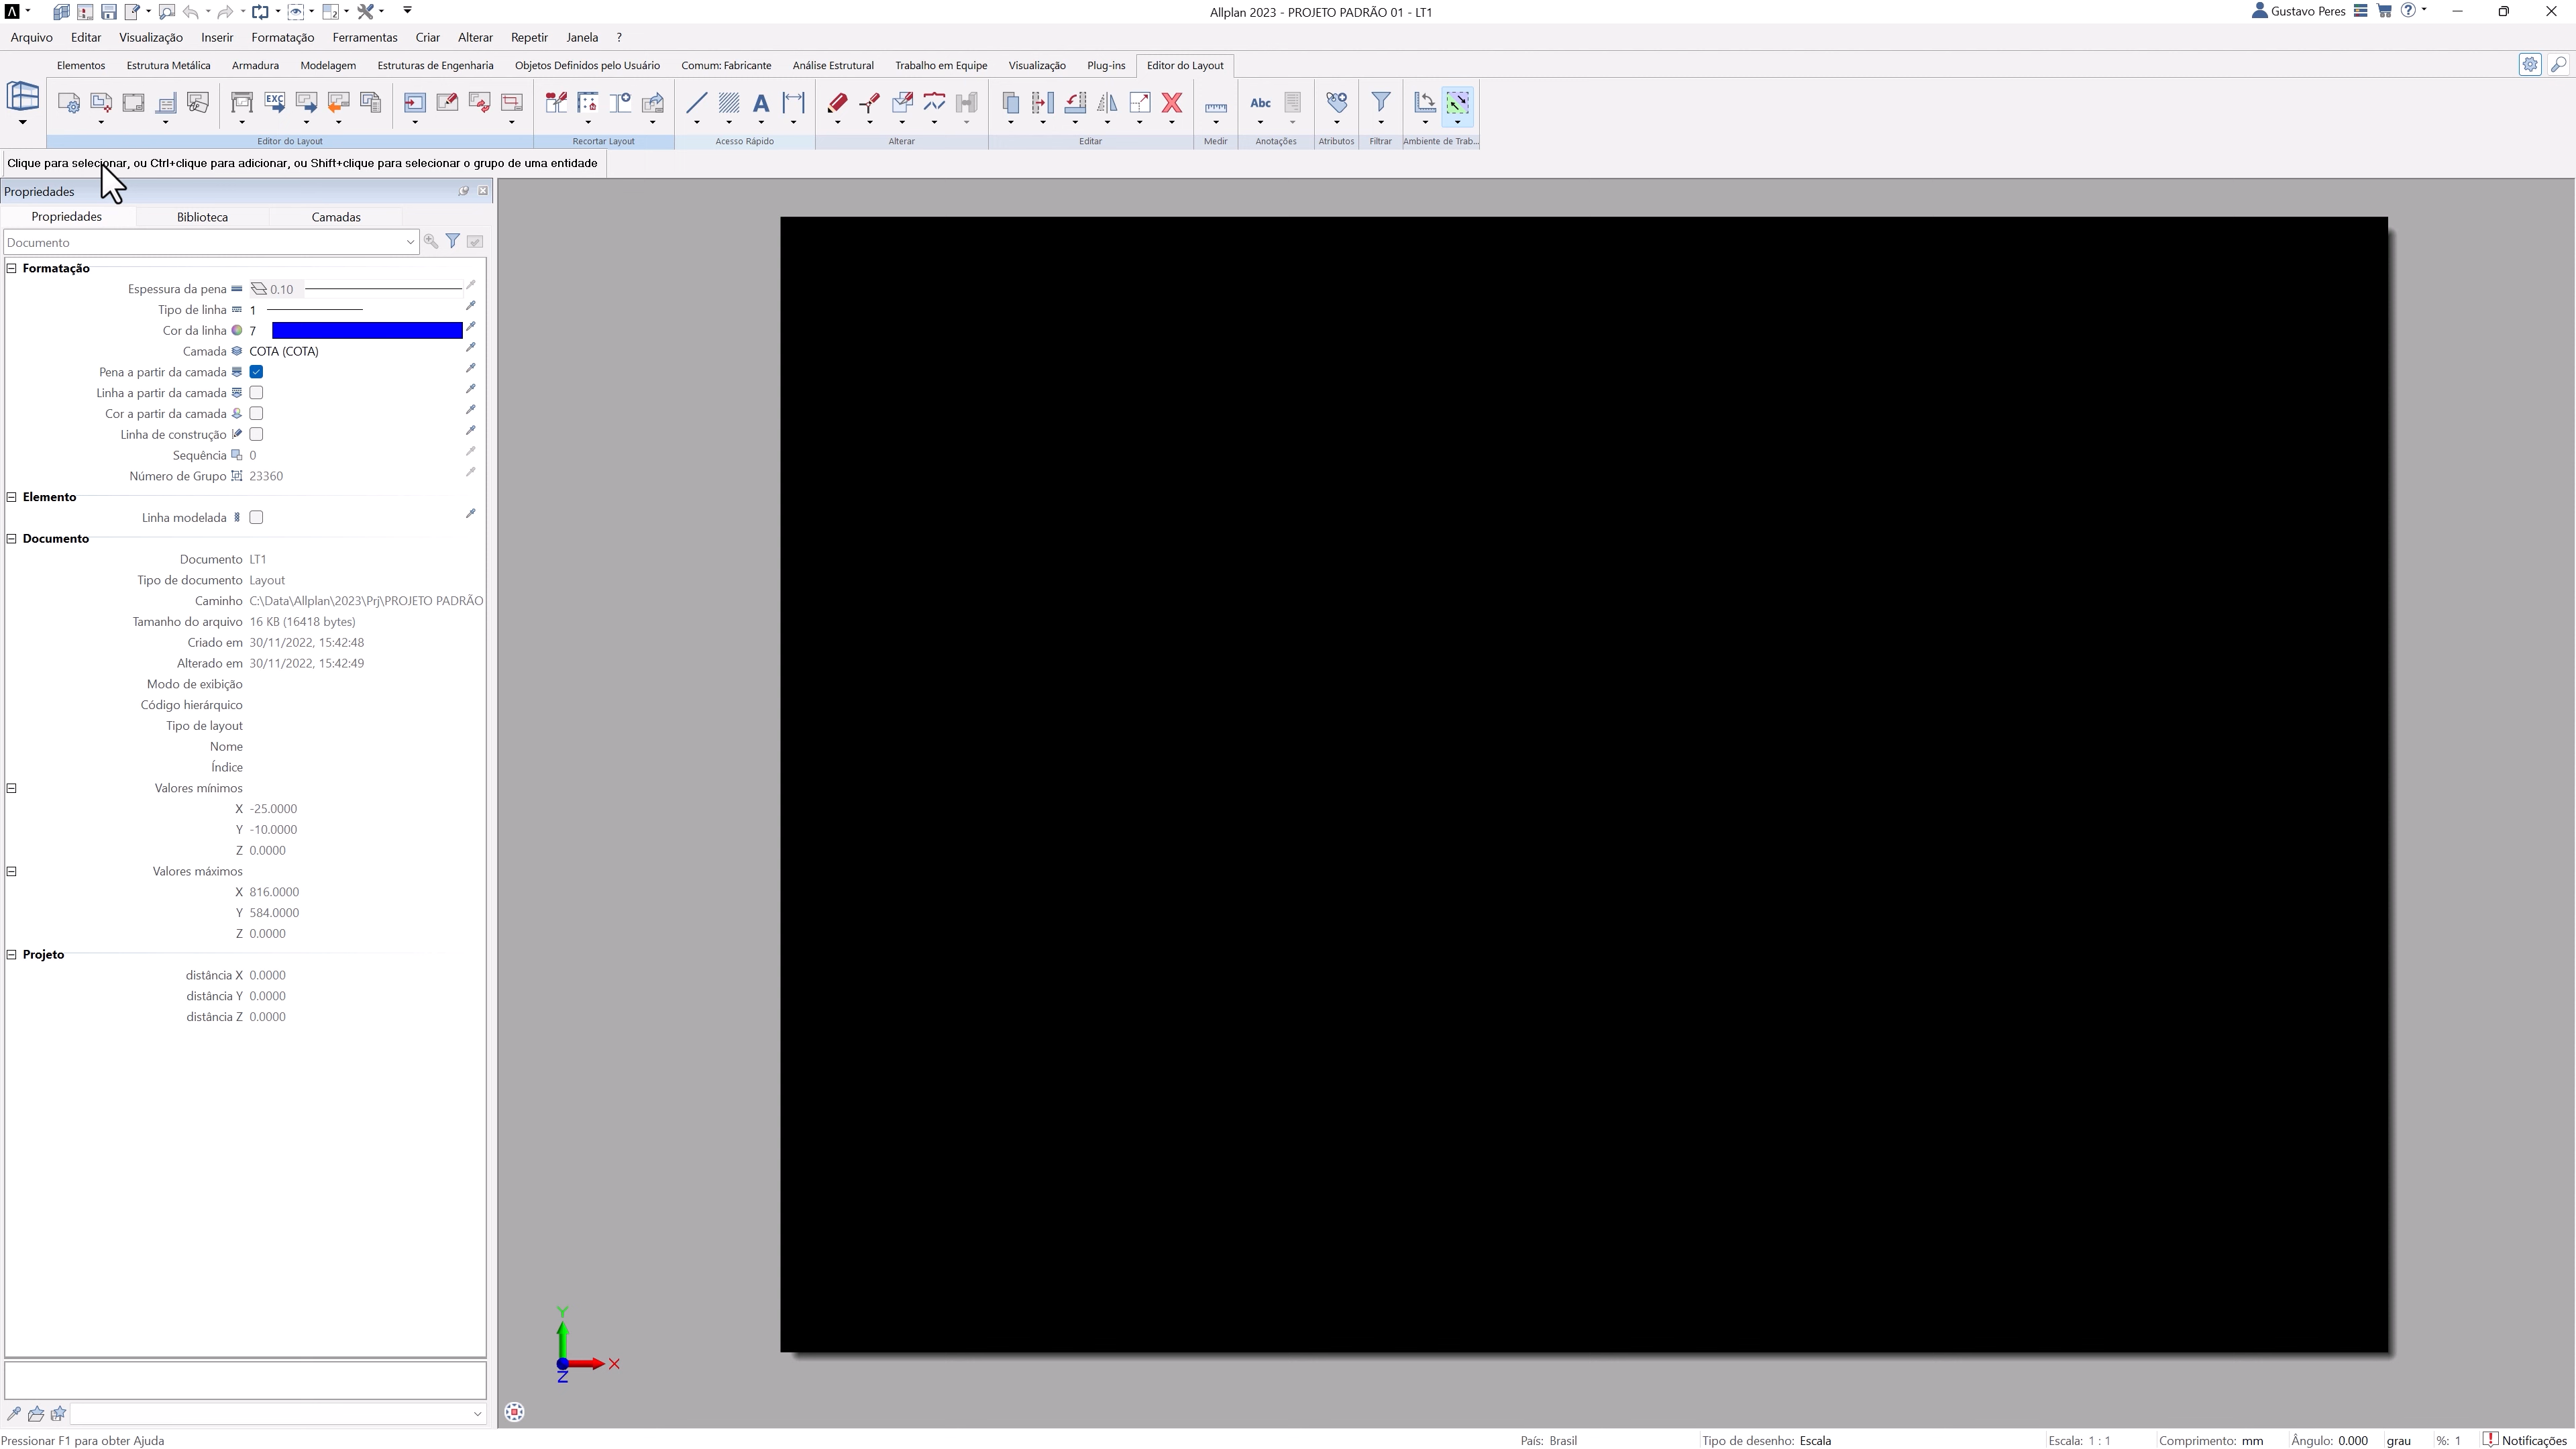 Allplan 2023 - PROJETO PADRÃO 01 - LT1
Gustavo Peres
Arquivo Editar Visualização Inserir Formatação Ferramentas Criar Alterar Repetir Janela ?
Elementos Estrutura Metálica Armadura Modelagem Estruturas de Engenharia Objetos Definidos pelo Usuário Comum: Fabricante Análise Estrutural Trabalho em Equipe Visualização Plug-ins Editor do Layout
EXC A Abc
Editor do Layout Recortar Layout Acesso Rápido Alterar Editar Medir Anotações Atributos Filtrar Ambiente de Trab...
Clique para selecionar, ou Ctrl+clique para adicionar, ou Shift+clique para selecionar o grupo de uma entidade
Propriedades
Propriedades Biblioteca Camadas
Documento
Formatação
Espessura da pena 0.10
Tipo de linha 1
Cor da linha 7
Camada COTA (COTA)
Pena a partir da camada
Linha a partir da camada
Cor a partir da camada
Linha de construção
Sequência 0
Número de Grupo 23360
Elemento
Linha modelada
Documento
Documento LT1
Tipo de documento Layout
Caminho C:\Data\Allplan\2023\Prj\PROJETO PADRÃO
Tamanho do arquivo 16 KB (16418 bytes)
Criado em 30/11/2022, 15:42:48
Alterado em 30/11/2022, 15:42:49
Modo de exibição
Código hierárquico
Tipo de layout
Nome
Índice
Valores mínimos
X -25.0000
Y -10.0000
Z 0.0000
Valores máximos
X 816.0000
Y 584.0000
Z 0.0000
Projeto
distância X 0.0000
distância Y 0.0000
distância Z 0.0000
Y
X
Z
Pressionar F1 para obter Ajuda
País: Brasil Tipo de desenho: Escala Escala: 1 : 1 Comprimento: mm Ângulo: 0.000 grau %: 1 Notificações